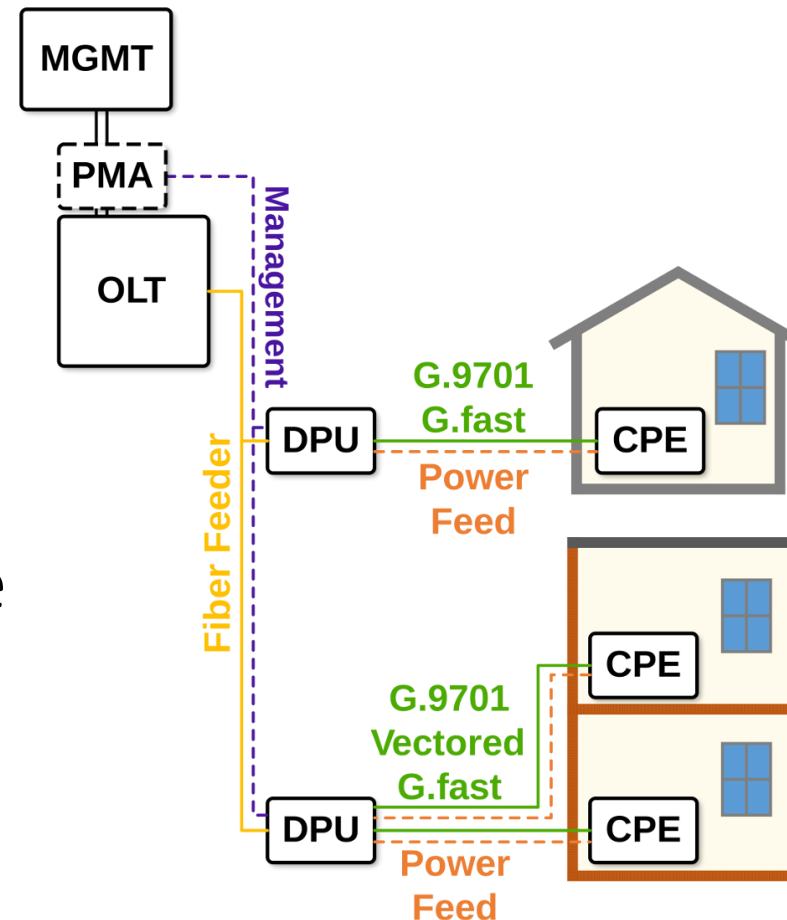 MGMT
PMA
Management
OLT
G.9701
G.fast
DPU
CPE
Power
Feed
Fiber Feeder
e
CPE
G.9701
Vectored
G.fast
DPU
CPE
Power
Feed